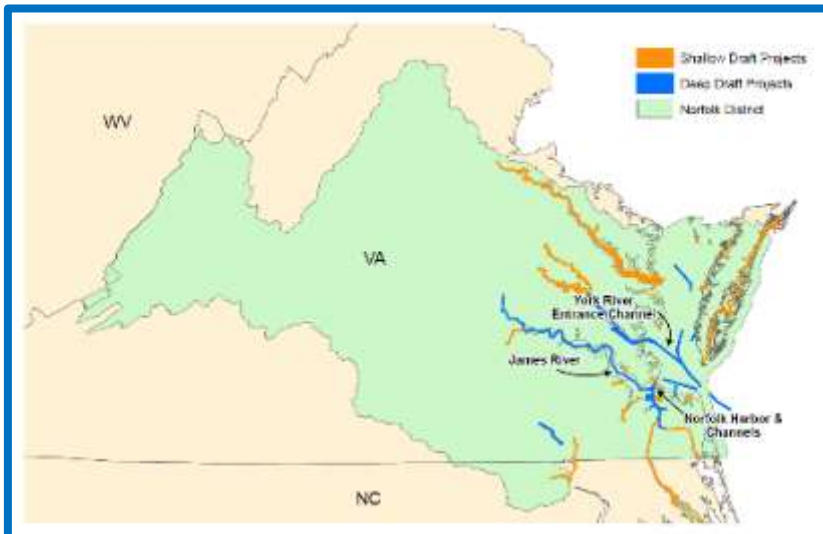 Shallow Draft Projects
Deep Draft Projects
Norfolk District
WV
VA
York River
Entrance Channel
James River
Norfolk Harbor &
Channels
NC